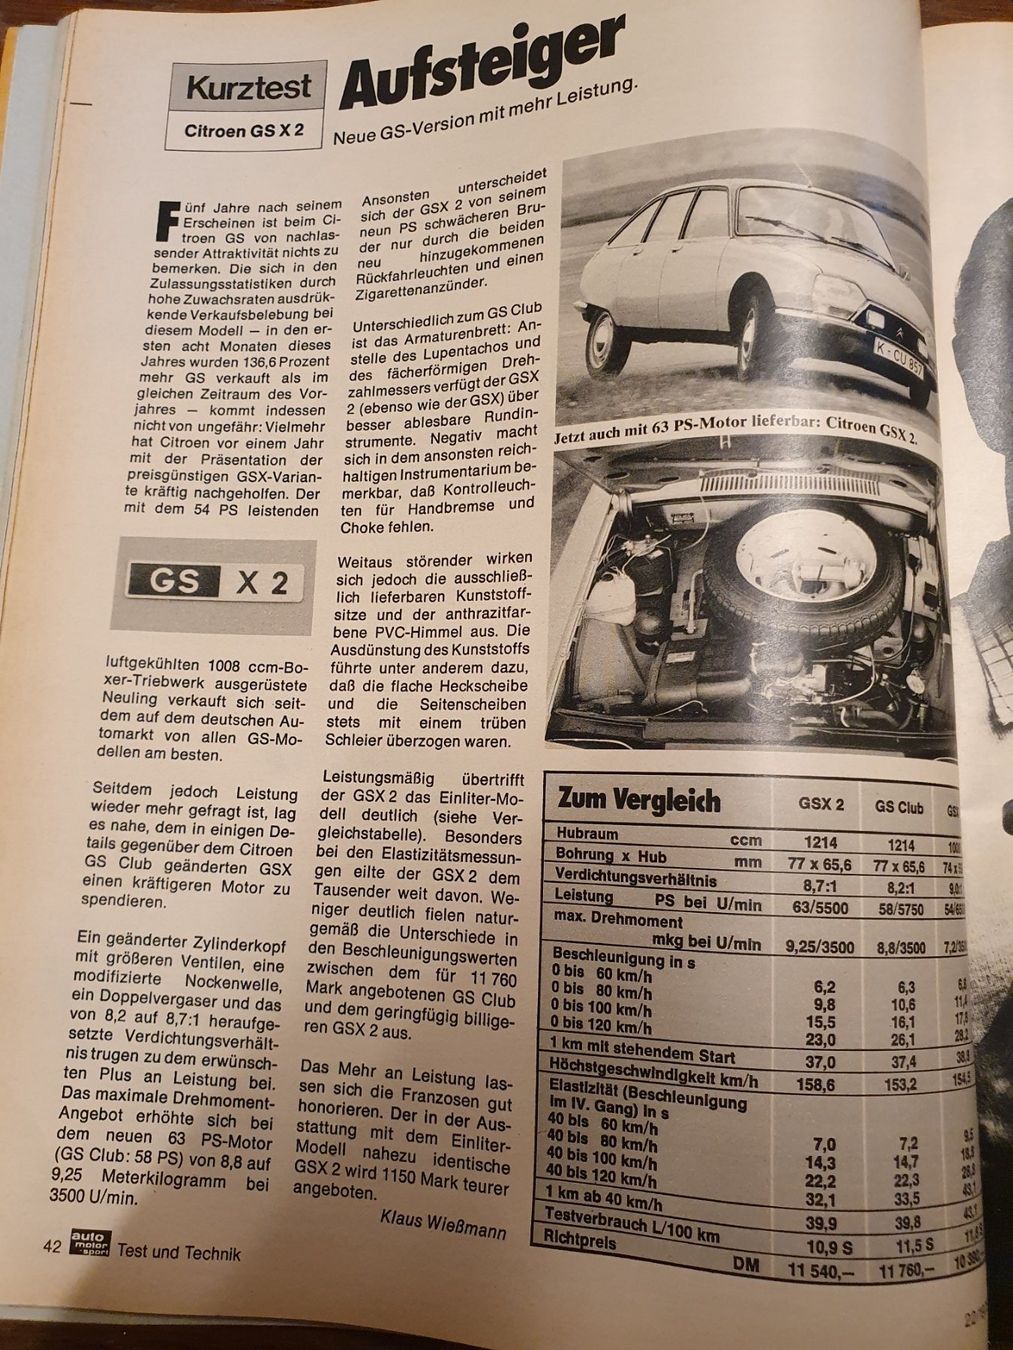 Kurztest
Citroen GS X 2
Aufsteiger
Neue GS-Version mit mehr Leistung.
Fünf Jahre nach seinem
Erscheinen ist beim Ci-
troen GS von nachlas-
sender Attraktivität nichts zu
bemerken. Die sich in den
Zulassungsstatistiken durch
hohe Zuwachsraten ausdrük-
kende Verkaufsbelebung bei
diesem Modell — in den er-
sten acht Monaten dieses
Jahres wurden 136,6 Prozent
mehr GS verkauft als im
gleichen Zeitraum des Vor-
jahres — kommt indessen
nicht von ungefähr: Vielmehr
hat Citroen vor einem Jahr
mit der Präsentation der
preisgünstigen GSX-Varian-
te kräftig nachgeholfen. Der
mit dem 54 PS leistenden
GS X 2
luftgekühlten 1008 ccm-Bo-
xer-Triebwerk ausgerüstete
Neuling verkauft sich seit-
dem auf dem deutschen Au-
tomarkt von allen GS-Mo-
dellen am besten.
Seitdem jedoch Leistung
wieder mehr gefragt ist, lag
es nahe, dem in einigen De-
tails gegenüber dem Citroen
GS Club geänderten GSX
einen kräftigeren Motor zu
spendieren.
Ein geänderter Zylinderkopf
mit größeren Ventilen, eine
modifizierte Nockenwelle,
ein Doppelvergaser und das
von 8,2 auf 8,7:1 heraufge-
setzte Verdichtungsverhält-
nis trugen zu dem erwünsch-
ten Plus an Leistung bei.
Das maximale Drehmoment-
Angebot erhöhte sich bei
dem neuen 63 PS-Motor
(GS Club: 58 PS) von 8,8 auf
9,25 Meterkilogramm bei
3500 U/min.
Ansonsten unterscheidet
sich der GSX 2 von seinem
neun PS schwächeren Bru-
der nur durch die beiden
neu hinzugekommenen
Rückfahrleuchten und einen
Zigarettenanzünder.
Unterschiedlich zum GS Club
ist das Armaturenbrett: An-
stelle des Lupentachos und
des fächerförmigen Dreh-
zahlmessers verfügt der GSX
2 (ebenso wie der GSX) über
besser ablesbare Rundin-
strumente. Negativ macht
sich in dem ansonsten reich-
haltigen Instrumentarium be-
merkbar, daß Kontrolleuch-
ten für Handbremse und
Choke fehlen.
Weitaus störender wirken
sich jedoch die ausschließ-
lich lieferbaren Kunststoff-
sitze und der anthrazitfar-
bene PVC-Himmel aus. Die
Ausdünstung des Kunststoffs
führte unter anderem dazu,
daß die flache Heckscheibe
und die Seitenscheiben
stets mit einem trüben
Schleier überzogen waren.
Leistungsmäßig übertrifft
der GSX 2 das Einliter-Mo-
dell deutlich (siehe Ver-
gleichstabelle). Besonders
bei den Elastizitätsmessun-
gen eilte der GSX 2 dem
Tausender weit davon. We-
niger deutlich fielen natur-
gemäß die Unterschiede in
den Beschleunigungswerten
zwischen dem für 11 760
Mark angebotenen GS Club
und dem geringfügig billige-
ren GSX 2 aus.
Das Mehr an Leistung las-
sen sich die Franzosen gut
honorieren. Der in der Aus-
stattung mit dem Einliter-
Modell nahezu identische
GSX 2 wird 1150 Mark teurer
angeboten.
Klaus Wießmann
K-CU 857
Jetzt auch mit 63 PS-Motor lieferbar: Citroen GSX 2.
Zum Vergleich GSX 2 GS Club GSX
Hubraum ccm 1214 1214
Bohrung x Hub mm 77 x 65,6 77 x 65,6 74 x
Verdichtungsverhältnis 8,7:1 8,2:1
Leistung PS bei U/min 63/5500 58/5750
max. Drehmoment
mkg bei U/min 9,25/3500 8,8/3500
Beschleunigung in s
0 bis 60 km/h 6,2 6,3
0 bis 80 km/h 9,8 10,6
0 bis 100 km/h 15,5 16,1
0 bis 120 km/h 23,0 26,1
1 km mit stehendem Start 37,0 37,4
Höchstgeschwindigkeit km/h 158,6 153,2 154,5
Elastizität (Beschleunigung
im IV. Gang) in s
40 bis 60 km/h 7,0 7,2 9,5
40 bis 80 km/h 14,3 14,7
40 bis 100 km/h 22,2 22,3
40 bis 120 km/h 32,1 33,5
1 km ab 40 km/h 39,9 39,8
Testverbrauch L/100 km 10,9 S 11,5 S
Richtpreis DM 11 540,— 11 760,—
42 auto motor sport Test und Technik